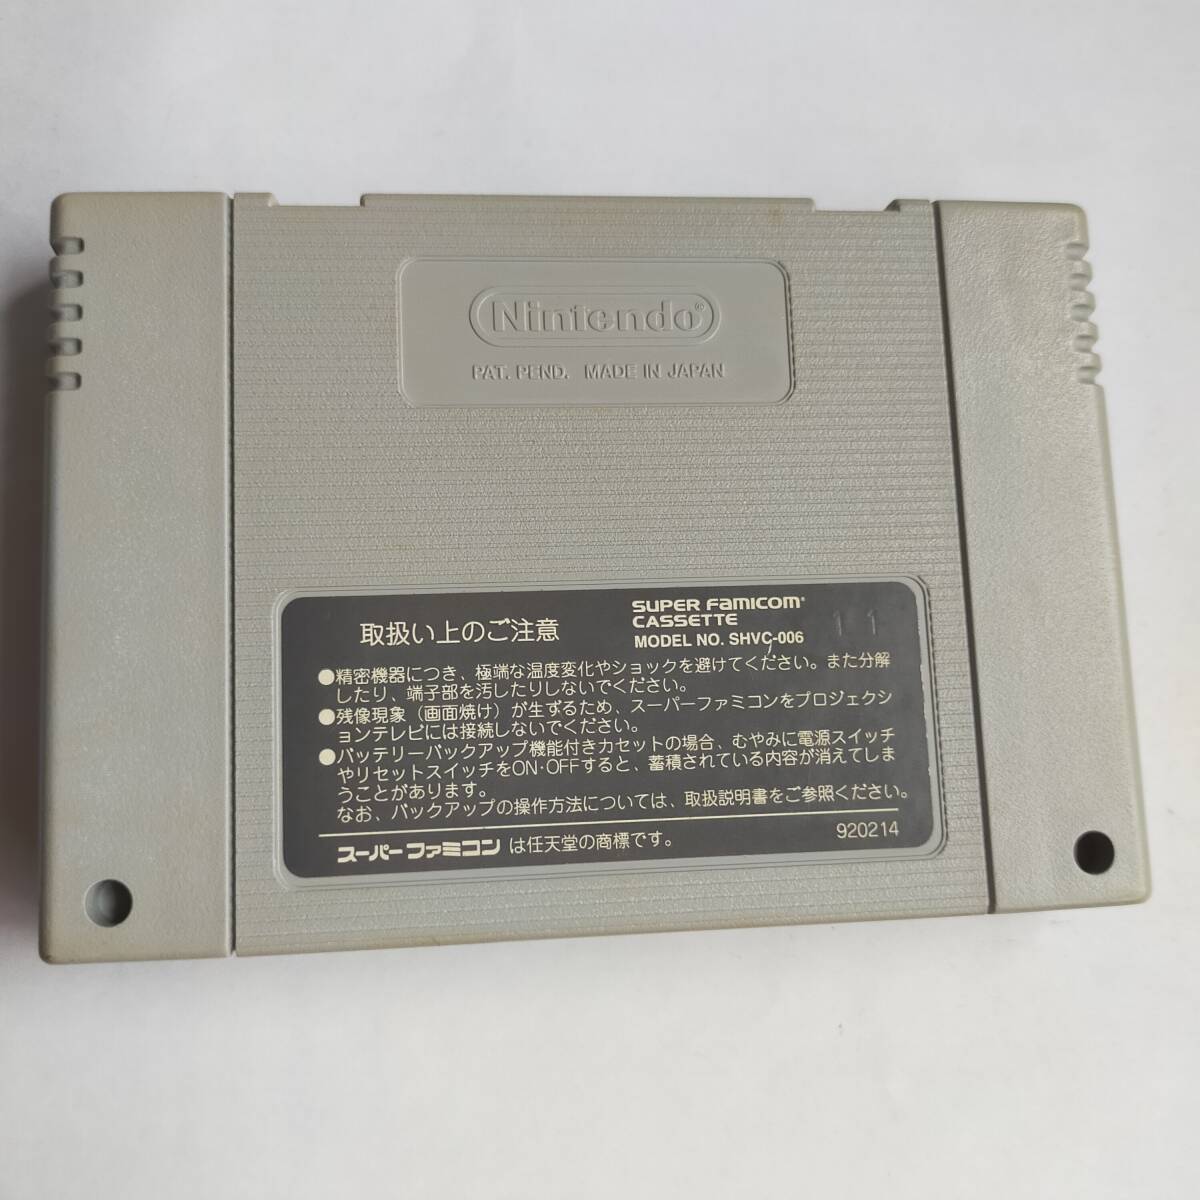 Nintendo®
PAT. PEND. MADE IN JAPAN
取扱い上のご注意
SUPER FAMICOM®
CASSETTE
MODEL NO. SHVC-006
11
●精密機器につき、極端な温度変化やショックを避けてください。また分解
したり、端子部を汚したりしないでください。
●残像現象（画面焼け）が生ずるため、スーパーファミコンをプロジェクシ
ョンテレビには接続しないでください。
●バッテリーバックアップ機能付きカセットの場合、むやみに電源スイッチ
やリセットスイッチをON・OFFすると、蓄積されている内容が消えてしま
うことがあります。
なお、バックアップの操作方法については、取扱説明書をご参照ください。
スーパーファミコン は任天堂の商標です。
920214